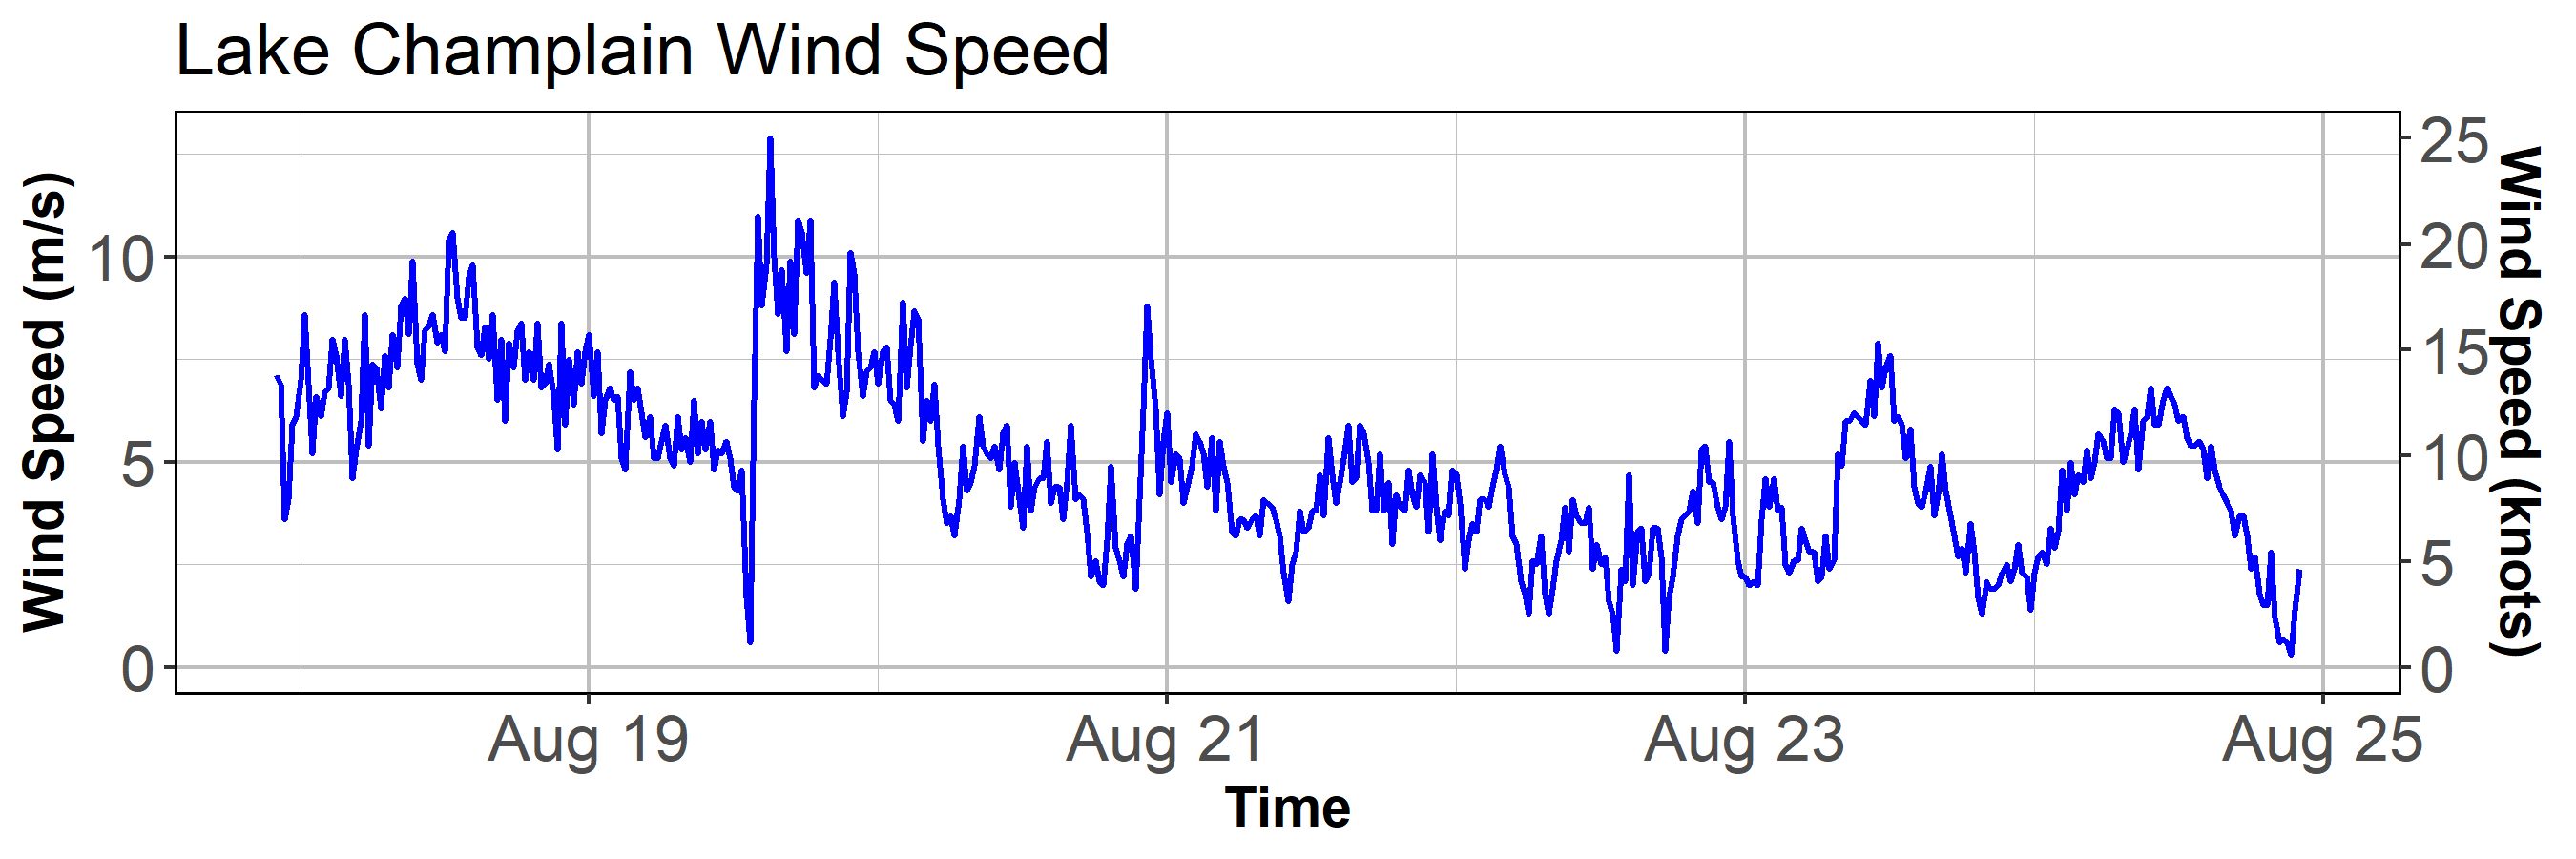 Lake Champlain Wind Speed
Wind Speed (m/s)
10
5
0
25
20
15
10
5
0
Wind Speed (knots)
Aug 19
Aug 21
Aug 23
Aug 25
Time